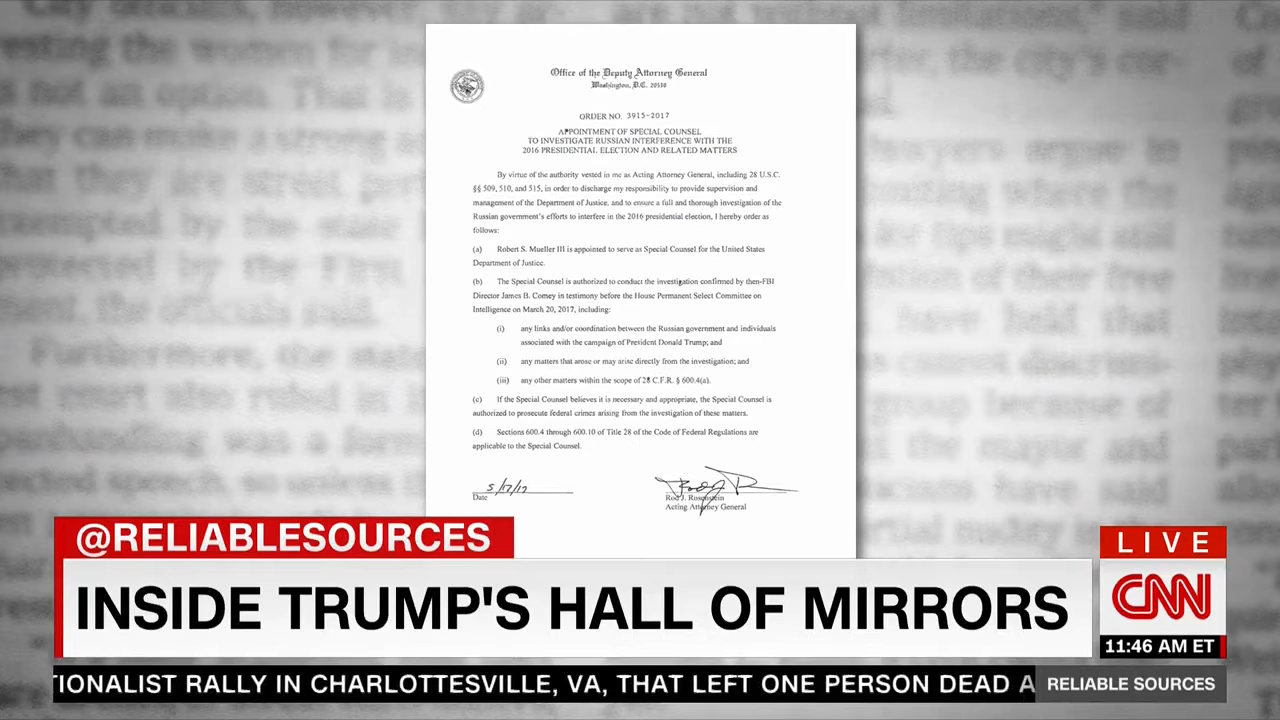 Office of the Deputy Attorney General
Washington, D.C. 20530
ORDER NO. 3915-2017
APPOINTMENT OF SPECIAL COUNSEL
TO INVESTIGATE RUSSIAN INTERFERENCE WITH THE
2016 PRESIDENTIAL ELECTION AND RELATED MATTERS
By virtue of the authority vested in me as Acting Attorney General, including 28 U.S.C.
§§ 509, 510, and 515, in order to discharge my responsibility to provide supervision and
management of the Department of Justice, and to ensure a full and thorough investigation of the
Russian government's efforts to interfere in the 2016 presidential election, I hereby order as
follows:
(a) Robert S. Mueller III is appointed to serve as Special Counsel for the United States
Department of Justice.
(b) The Special Counsel is authorized to conduct the investigation confirmed by then-FBI
Director James B. Comey in testimony before the House Permanent Select Committee on
Intelligence on March 20, 2017, including:
(i) any links and/or coordination between the Russian government and individuals
associated with the campaign of President Donald Trump; and
(ii) any matters that arose or may arise directly from the investigation; and
(iii) any other matters within the scope of 28 C.F.R. § 600.4(a).
(c) If the Special Counsel believes it is necessary and appropriate, the Special Counsel is
authorized to prosecute federal crimes arising from the investigation of these matters.
(d) Sections 600.4 through 600.10 of Title 28 of the Code of Federal Regulations are
applicable to the Special Counsel.
5/17/17
Date
Rod J. Rosenstein
Acting Attorney General
@RELIABLESOURCES
INSIDE TRUMP'S HALL OF MIRRORS
LIVE
CNN
11:46 AM ET
TIONALIST RALLY IN CHARLOTTESVILLE, VA, THAT LEFT ONE PERSON DEAD A
RELIABLE SOURCES